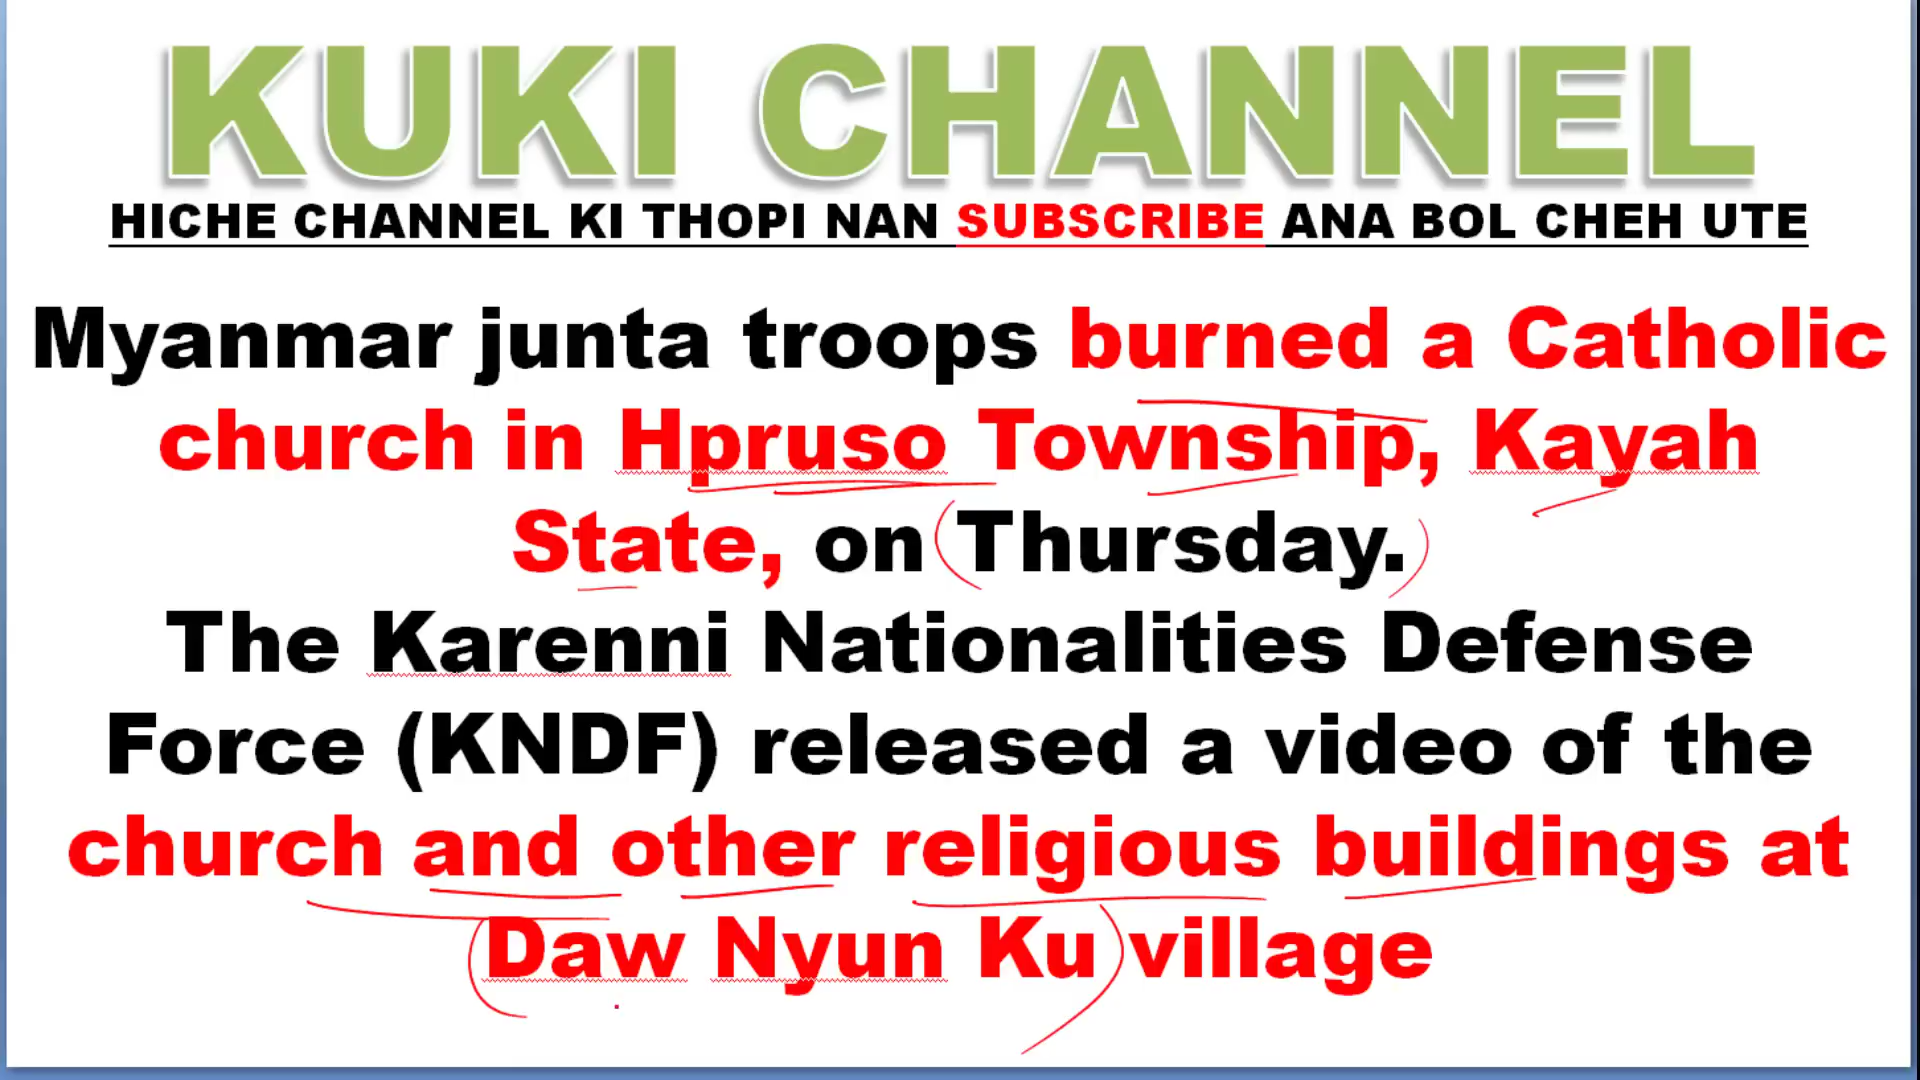 KUKI CHANNEL
HICHE CHANNEL KI THOPI NAN SUBSCRIBE ANA BOL CHEH UTE
Myanmar junta troops burned a Catholic
church in Hpruso Township, Kayah
State, on Thursday.
The Karenni Nationalities Defense
Force (KNDF) released a video of the
church and other religious buildings at
Daw Nyun Ku village